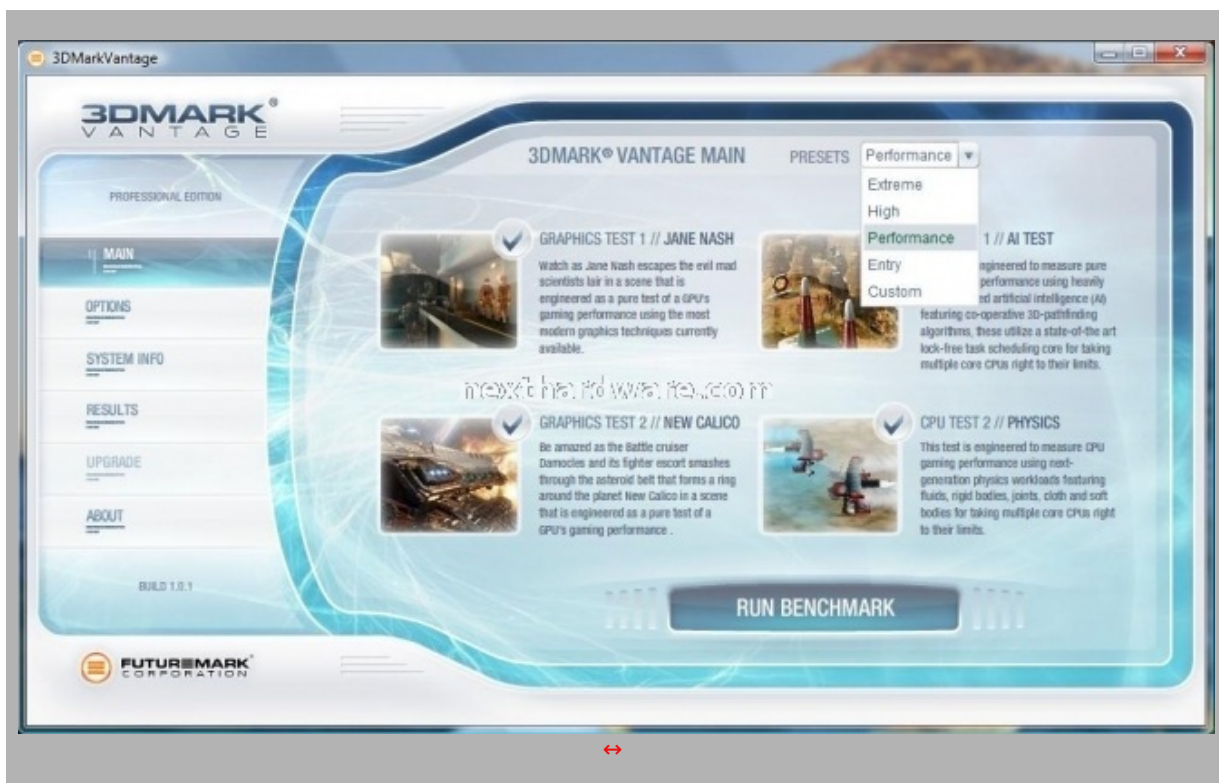 3DMarkVantage
3DMARK®
VANTAGE
PROFESSIONAL EDITION
MAIN
OPTIONS
SYSTEM INFO
RESULTS
UPGRADE
ABOUT
BUILD 1.0.1
FUTUREMARK
CORPORATION
3DMARK® VANTAGE MAIN
PRESETS
Performance
Extreme
High
Performance
Entry
Custom
GRAPHICS TEST 1 // JANE NASH
Watch as Jane Nash escapes the evil mad
scientists lair in a scene that is
engineered as a pure test of a GPU's
gaming performance using the most
modern graphics techniques currently
available.
1 // AI TEST
ngineered to measure pure
performance using heavily
ed artificial intelligence (AI)
featuring co-operative 3D-pathfinding
algorithms, these utilize a state-of-the art
lock-free task scheduling core for taking
multiple core CPUs right to their limits.
nexthardware.com
GRAPHICS TEST 2 // NEW CALICO
Be amazed as the Battle cruiser
Damocles and its fighter escort smashes
through the asteroid belt that forms a ring
around the planet New Calico in a scene
that is engineered as a pure test of a
GPU's gaming performance .
CPU TEST 2 // PHYSICS
This test is engineered to measure CPU
gaming performance using next-
generation physics workloads featuring
fluids, rigid bodies, joints, cloth and soft
bodies for taking multiple core CPUs right
to their limits.
RUN BENCHMARK